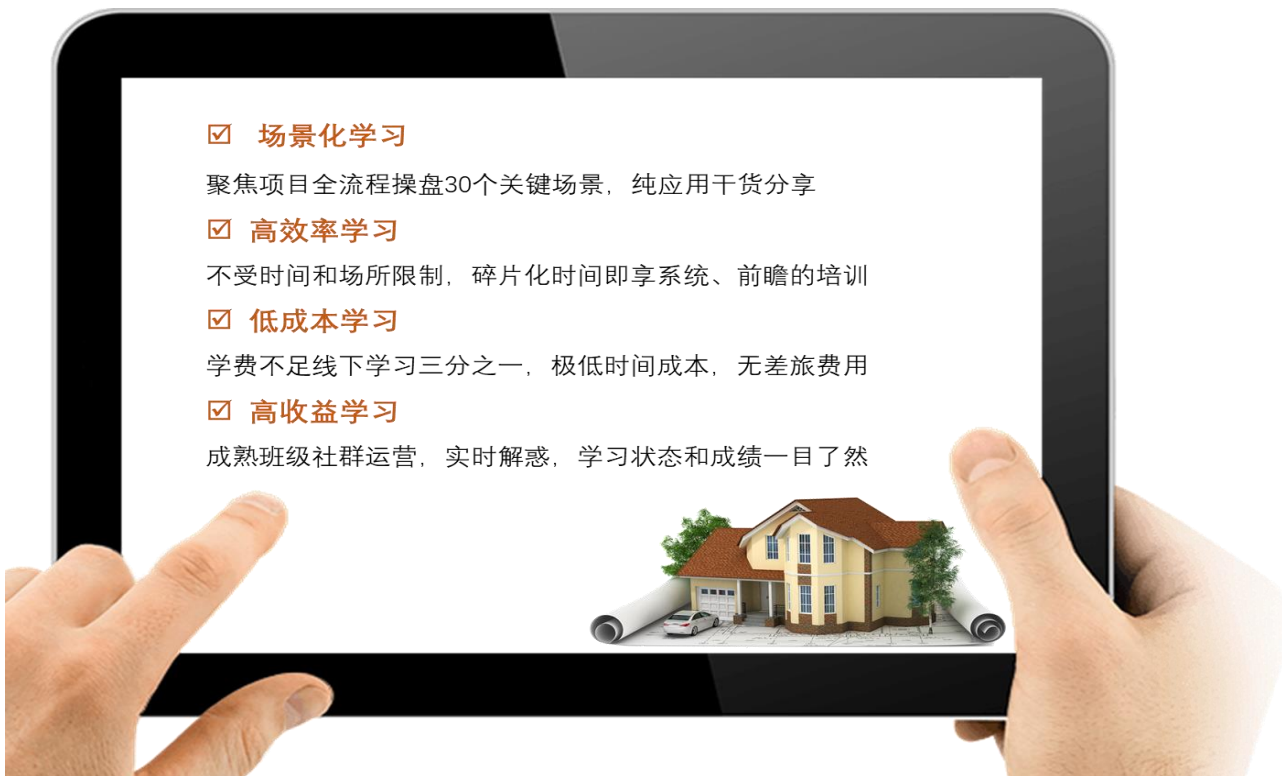 ☑ 场景化学习
聚焦项目全流程操盘30个关键场景，纯应用干货分享
☑ 高效率学习
不受时间和场所限制，碎片化时间即享系统、前瞻的培训
☑ 低成本学习
学费不足线下学习三分之一，极低时间成本，无差旅费用
☑ 高收益学习
成熟班级社群运营，实时解惑，学习状态和成绩一目了然